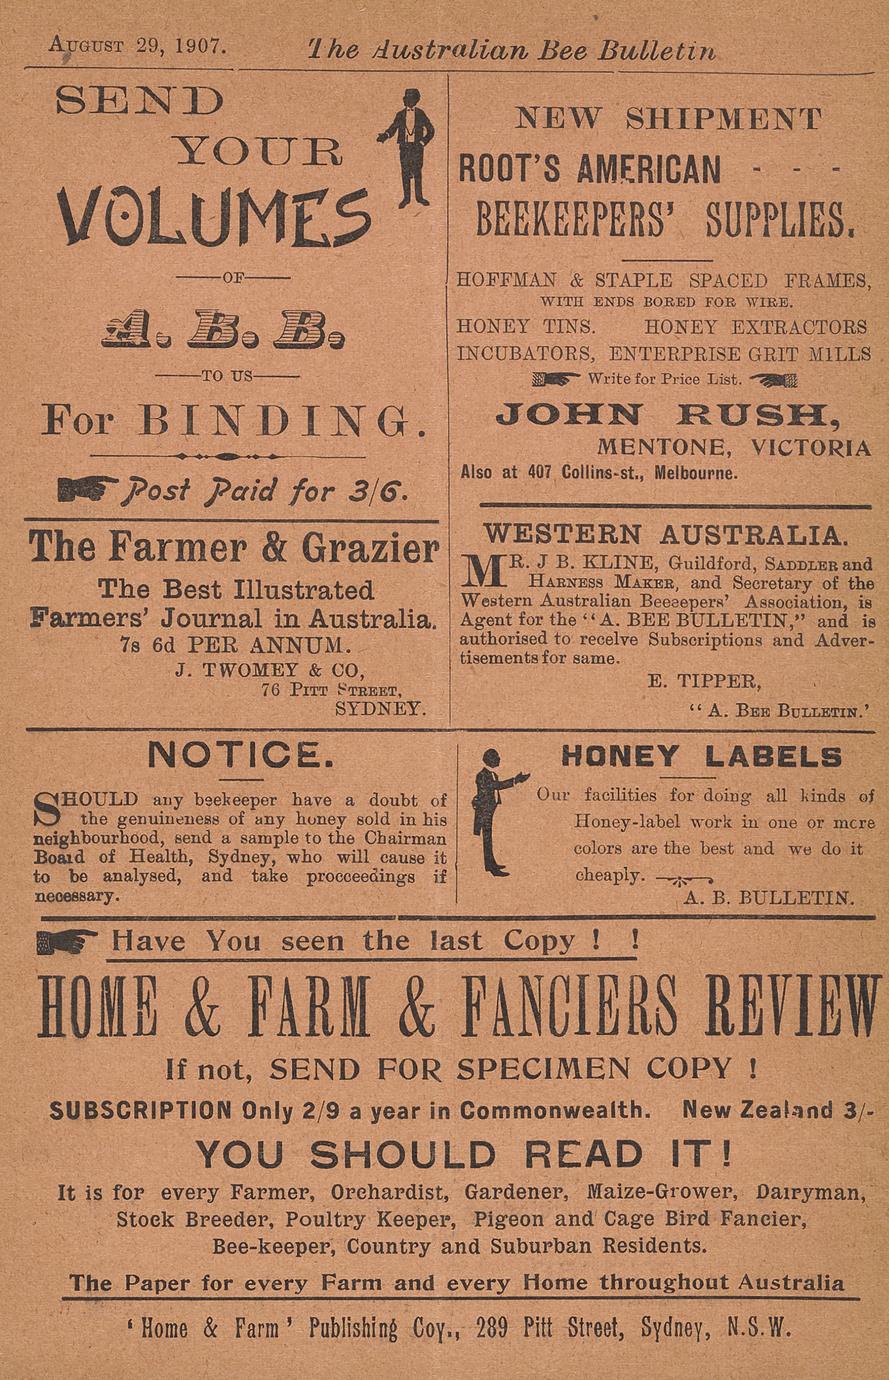 August 29, 1907. The Australian Bee Bulletin
SEND
YOUR
VOLUMES
OF
A. B. B.
TO US
For BINDING.
Post Paid for 3/6.
NEW SHIPMENT
ROOT'S AMERICAN - - -
BEEKEEPERS' SUPPLIES.
HOFFMAN & STAPLE SPACED FRAMES,
WITH ENDS BORED FOR WIRE.
HONEY TINS. HONEY EXTRACTORS
INCUBATORS, ENTERPRISE GRIT M1LLS
Write for Price List.
JOHN RUSH,
MENTONE, VICTORIA
Also at 407 Collins-st., Melbourne.
The Farmer & Grazier
The Best Illustrated
Farmers' Journal in Australia.
7s 6d PER ANNUM.
J. TWOMEY & CO,
76 Pitt Street,
SYDNEY.
WESTERN AUSTRALIA.
MR. J B. KLINE, Guildford, Saddler and
Harness Maker, and Secretary of the
Western Australian Beeeepers' Association, is
Agent for the "A. BEE BULLETIN," and is
authorised to receive Subscriptions and Adver-
tisements for same.
E. TIPPER,
"A. Bee Bulletin.'
NOTICE.
SHOULD any beekeeper have a doubt of
the genuineness of any honey sold in his
neighbourhood, send a sample to the Chairman
Board of Health, Sydney, who will cause it
to be analysed, and take procceedings if
necessary.
HONEY LABELS
Our facilities for doing all kinds of
Honey-label work in one or more
colors are the best and we do it
cheaply.
A. B. BULLETIN.
Have You seen the last Copy ! !
HOME & FARM & FANCIERS REVIEW
If not, SEND FOR SPECIMEN COPY !
SUBSCRIPTION Only 2/9 a year in Commonwealth. New Zealand 3/-
YOU SHOULD READ IT!
It is for every Farmer, Orchardist, Gardener, Maize-Grower, Dairyman,
Stock Breeder, Poultry Keeper, Pigeon and Cage Bird Fancier,
Bee-keeper, Country and Suburban Residents.
The Paper for every Farm and every Home throughout Australia
'Home & Farm' Publishing Coy., 289 Pitt Street, Sydney, N.S.W.